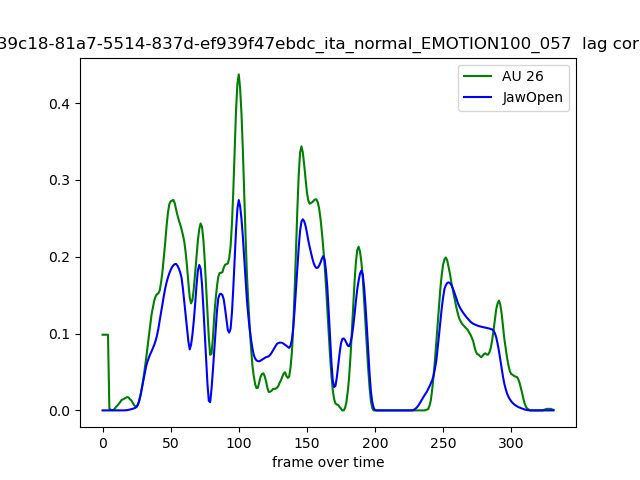 39c18-81a7-5514-837d-ef939f47ebdc_ita_normal_EMOTION100_057 lag cor
AU 26
JawOpen
0.4
0.3
0.2
0.1
0.0
0 50 100 150 200 250 300
frame over time